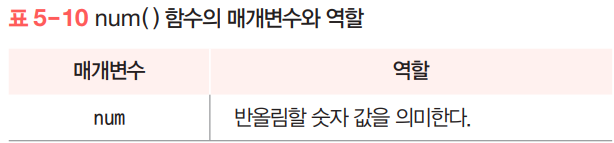 표 5-10 num() 함수의 매개변수와 역할
매개변수 역할
num 반올림할 숫자 값을 의미한다.